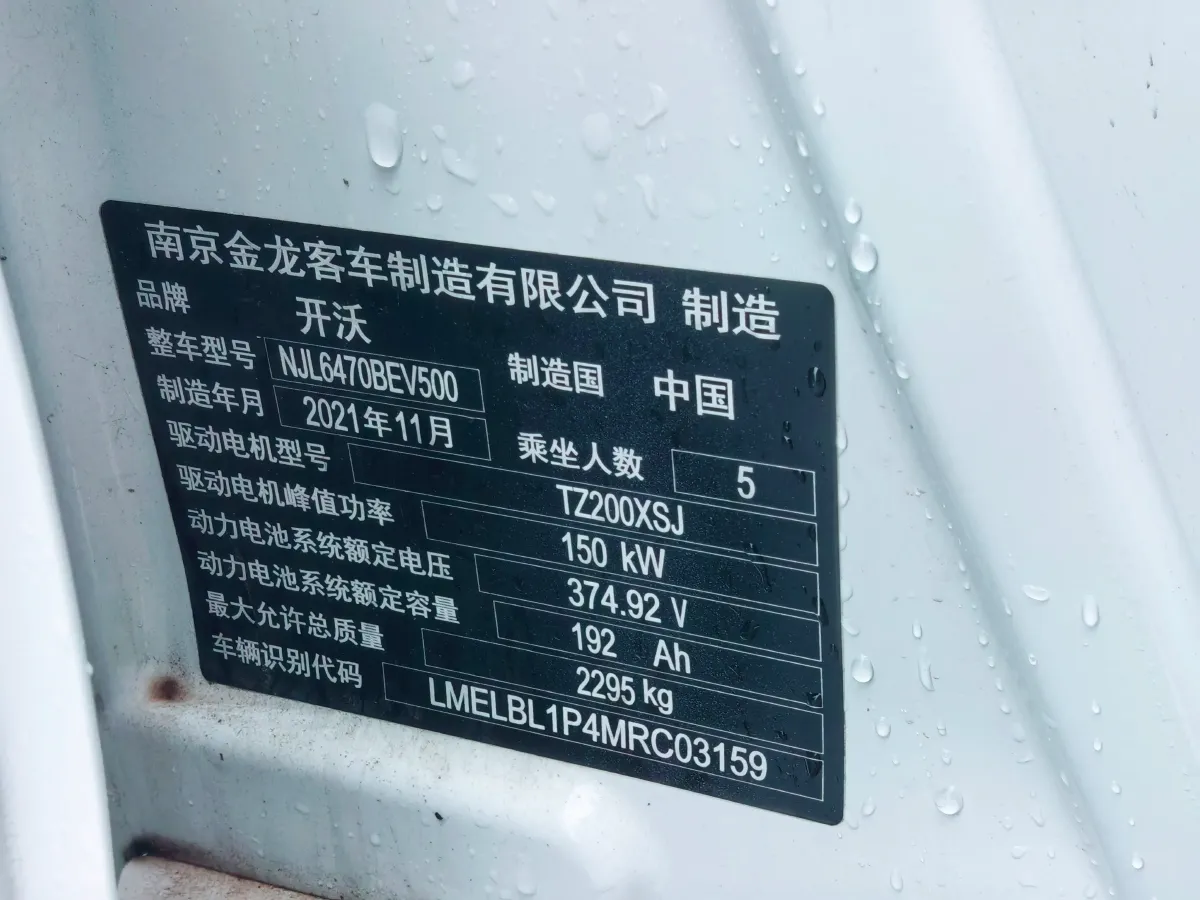 南京金龙客车制造有限公司 制造
品牌 开沃
整车型号 NJL6470BEV500 制造国 中国
制造年月 2021年11月 乘坐人数 5
驱动电机型号 TZ200XSJ
驱动电机峰值功率 150 kW
动力电池系统额定电压 374.92 V
动力电池系统额定容量 192 Ah
最大允许总质量 2295 kg
车辆识别代码 LMELBL1P4MRC03159